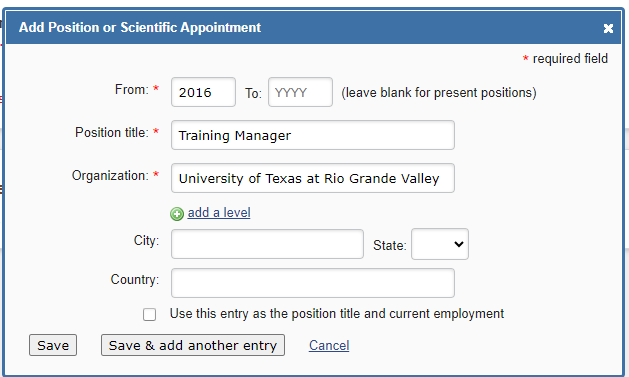 Add Position or Scientific Appointment
* required field
From: * 2016 To: YYYY (leave blank for present positions)
Position title: * Training Manager
Organization: * University of Texas at Rio Grande Valley
add a level
City: State:
Country:
Use this entry as the position title and current employment
Save Save & add another entry Cancel